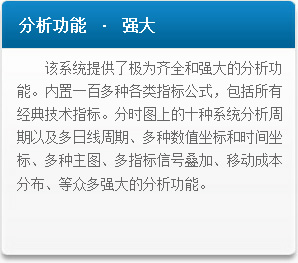 分析功能 · 强大
该系统提供了极为齐全和强大的分析功
能。内置一百多种各类指标公式，包括所有
经典技术指标。分时图上的十种系统分析周
期以及多日线周期、多种数值坐标和时间坐
标、多种主图、多指标信号叠加、移动成本
分布、等众多强大的分析功能。